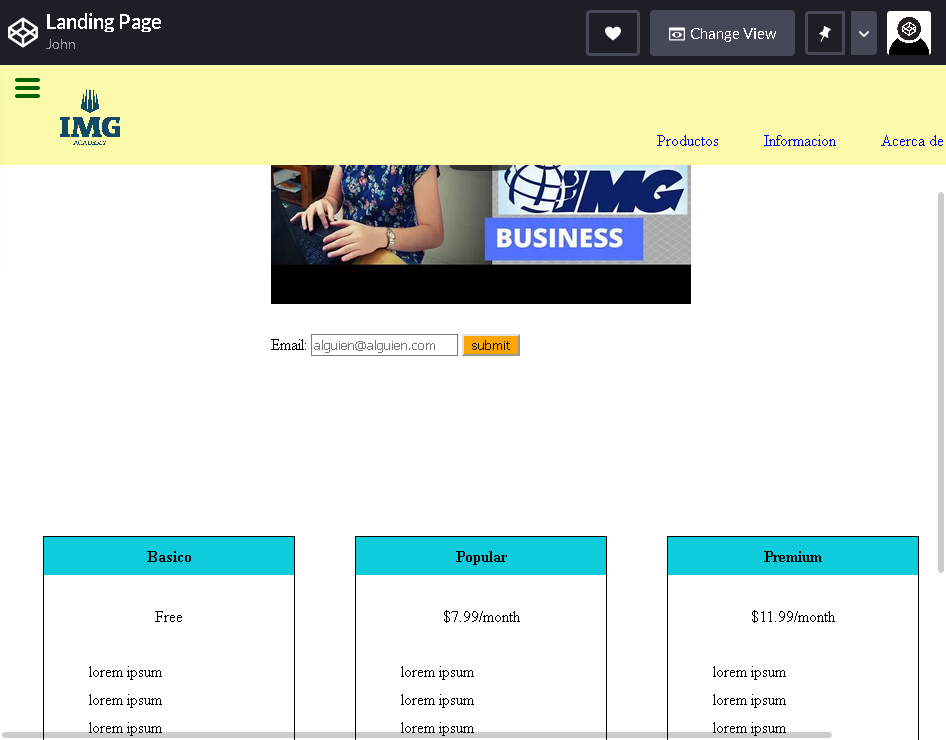 Landing Page
John
Change View
IMG
ACADEMY
Productos Informacion Acerca de
IMG
BUSINESS
Email: alguien@alguien.com submit
Basico Popular Premium
Free $7.99/month $11.99/month
lorem ipsum lorem ipsum lorem ipsum
lorem ipsum lorem ipsum lorem ipsum
lorem ipsum lorem ipsum lorem ipsum